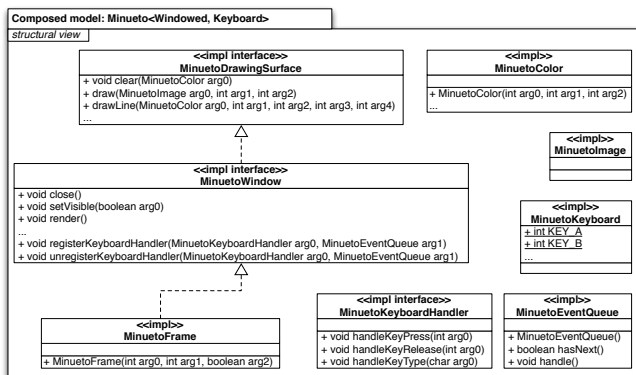 Composed model: Minueto<Windowed, Keyboard>
structural view
<<impl interface>>
MinuetoDrawingSurface
+ void clear(MinuetoColor arg0)
+ draw(MinuetoImage arg0, int arg1, int arg2)
+ drawLine(MinuetoColor arg0, int arg1, int arg2, int arg3, int arg4)
...
<<impl>>
MinuetoColor
+ MinuetoColor(int arg0, int arg1, int arg2)
...
<<impl>>
MinuetoImage
<<impl interface>>
MinuetoWindow
+ void close()
+ void setVisible(boolean arg0)
+ void render()
...
+ void registerKeyboardHandler(MinuetoKeyboardHandler arg0, MinuetoEventQueue arg1)
+ void unregisterKeyboardHandler(MinuetoKeyboardHandler arg0, MinuetoEventQueue arg1)
<<impl>>
MinuetoKeyboard
+ int KEY_A
+ int KEY_B
...
<<impl>>
MinuetoFrame
+ MinuetoFrame(int arg0, int arg1, boolean arg2)
<<impl interface>>
MinuetoKeyboardHandler
+ void handleKeyPress(int arg0)
+ void handleKeyRelease(int arg0)
+ void handleKeyType(char arg0)
<<impl>>
MinuetoEventQueue
+ MinuetoEventQueue()
+ boolean hasNext()
+ void handle()